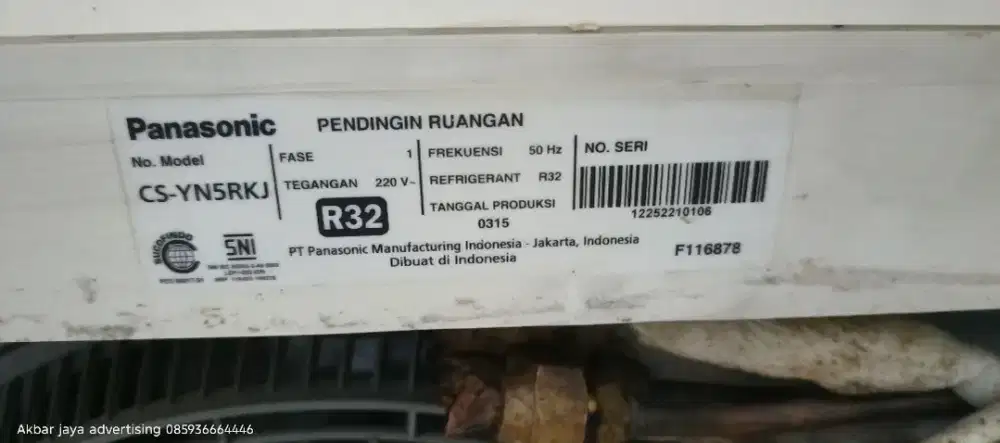 Panasonic
PENDINGIN RUANGAN
No. Model
CS-YN5RKJ
FASE 1
TEGANGAN 220 V~
R32
FREKUENSI 50 Hz
REFRIGERANT R32
TANGGAL PRODUKSI
0315
NO. SERI
12252210106
SUCOFINDO
SNI
PT Panasonic Manufacturing Indonesia - Jakarta, Indonesia
Dibuat di Indonesia
F116878
Akbar jaya advertising 085936664446